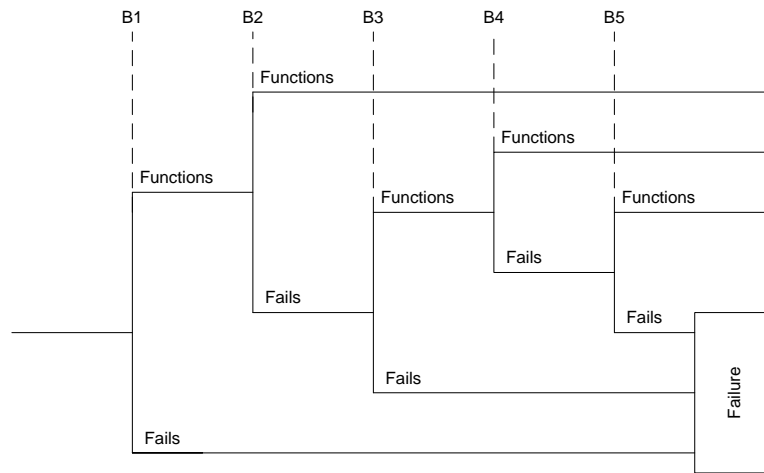 B1 B2 B3 B4 B5
Functions
Functions
Functions Functions Functions
Fails
Fails Fails
Fails
Fails
Failure